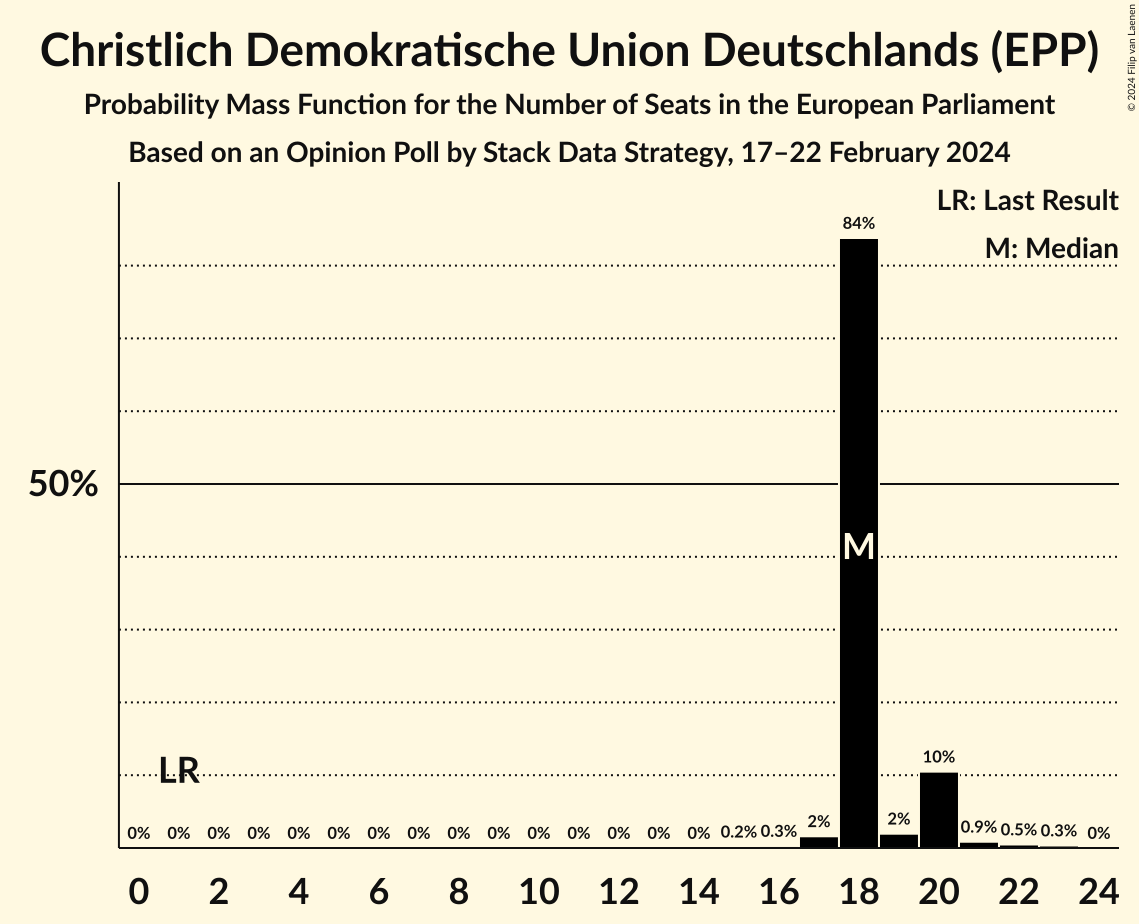 Christlich Demokratische Union Deutschlands (EPP)
Probability Mass Function for the Number of Seats in the European Parliament
Based on an Opinion Poll by Stack Data Strategy, 17–22 February 2024
© 2024 Filip van Laenen
LR: Last Result
M: Median
84%
50%
M
LR
10%
0% 0% 0% 0% 0% 0% 0% 0% 0% 0% 0% 0% 0% 0% 0% 0.2% 0.3% 2% 2% 0.9% 0.5% 0.3% 0%
0 2 4 6 8 10 12 14 16 18 20 22 24